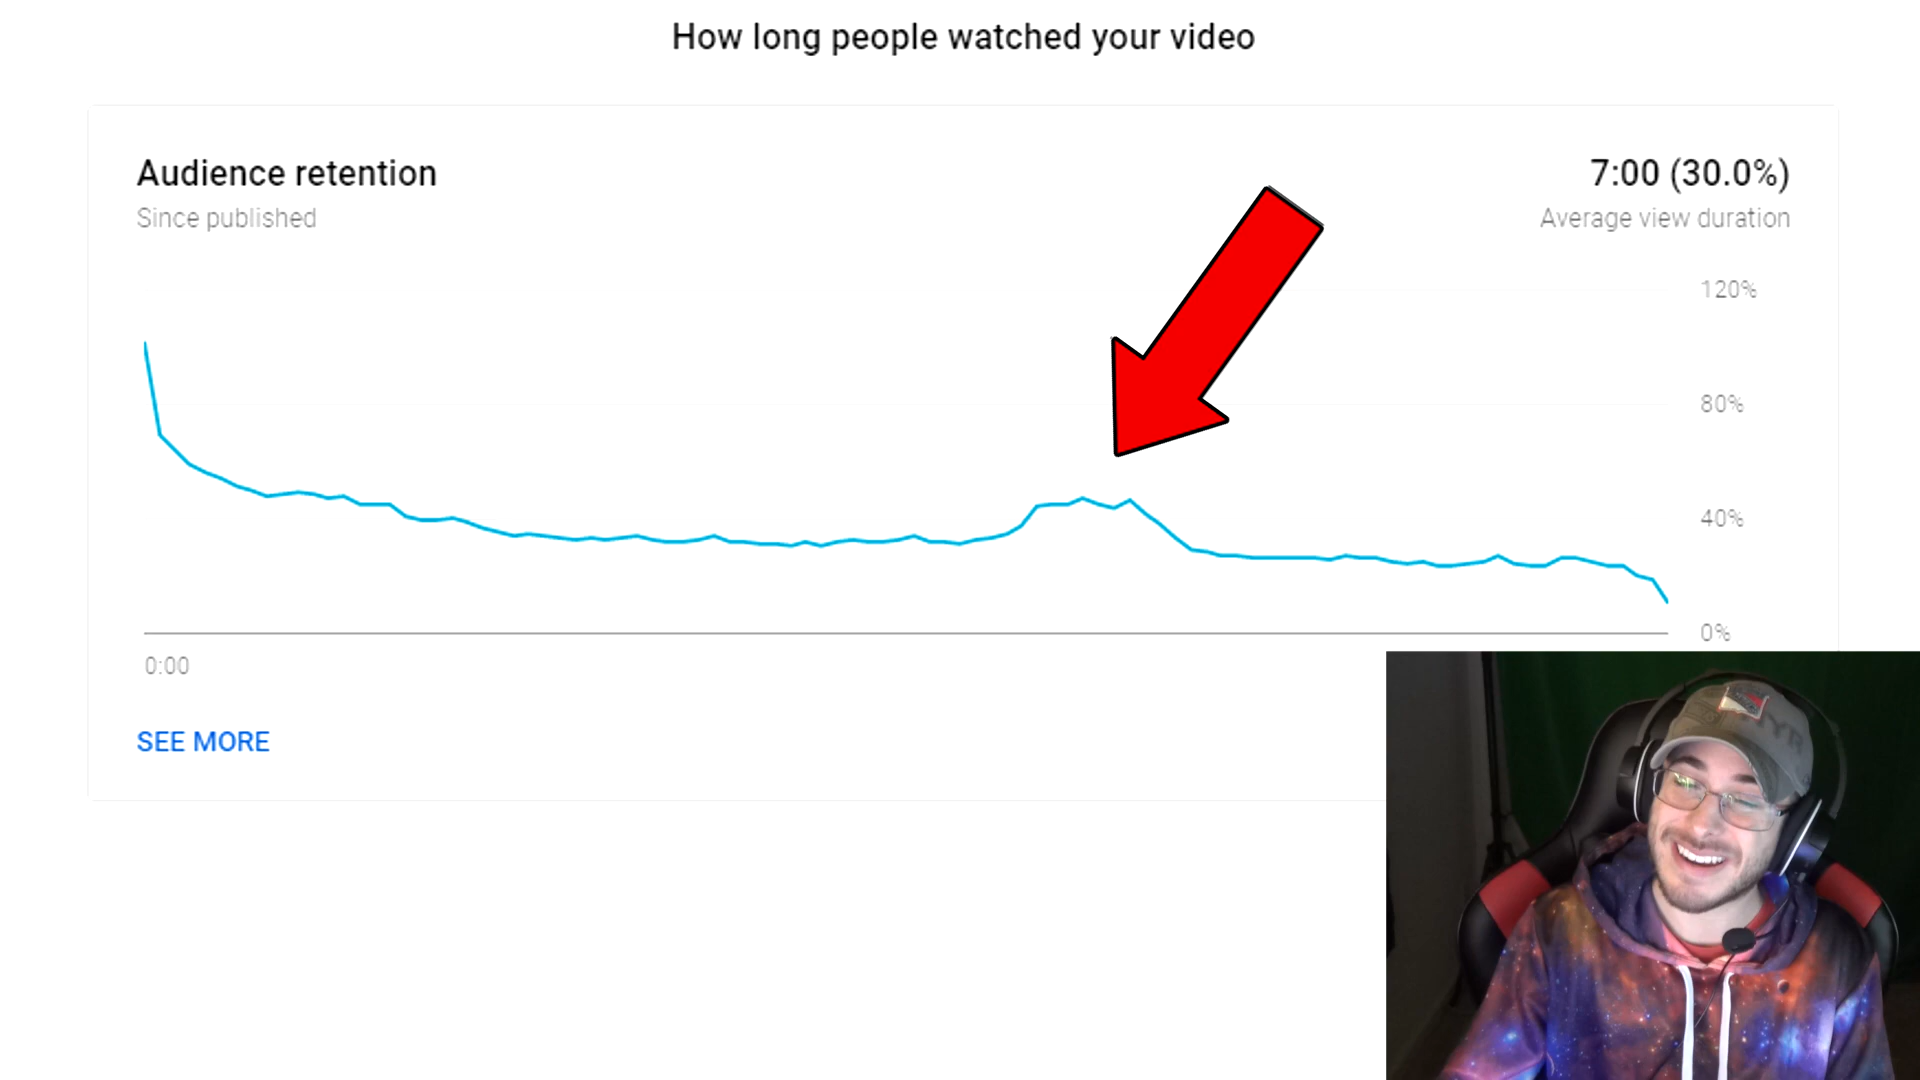 How long people watched your video
Audience retention
7:00 (30.0%)
Since published
Average view duration
120%
80%
40%
0%
0:00
SEE MORE